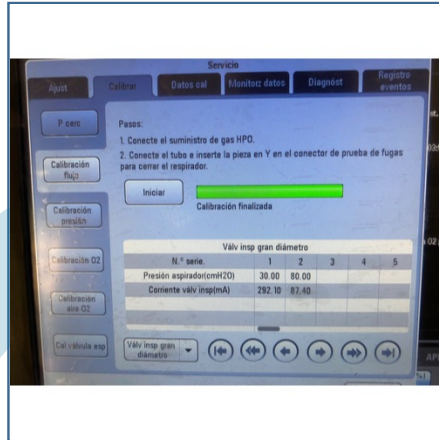 Servicio
Ajust
Calibrar
Datos cal
Monitor: datos
Diagnóst
Registro
eventos
P cero
Calibración
flujo
Calibración
presión
Calibración O2
Calibración
aire-O2
Cal válvula esp
Pasos:
1. Conecte el suministro de gas HPO.
2. Conecte el tubo e inserte la pieza en Y en el conector de prueba de fugas
para cerrar el respirador.
Iniciar
Calibración finalizada
Válv insp gran diámetro
N.° serie. 1 2 3 4 5
Presión aspirador(cmH2O) 30.00 80.00
Corriente válv insp(mA) 282.10 87.40
Válv insp gran
diámetro